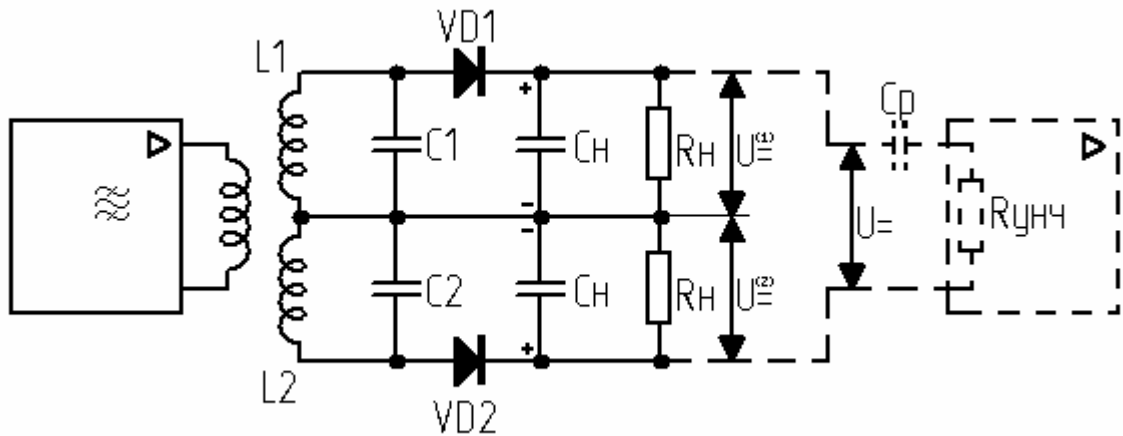 VD1
L1
+
Cр
C1
Cн
Rн
U=(1)
-
-
U=
Rунч
C2
Cн
Rн
U=(2)
+
L2
VD2